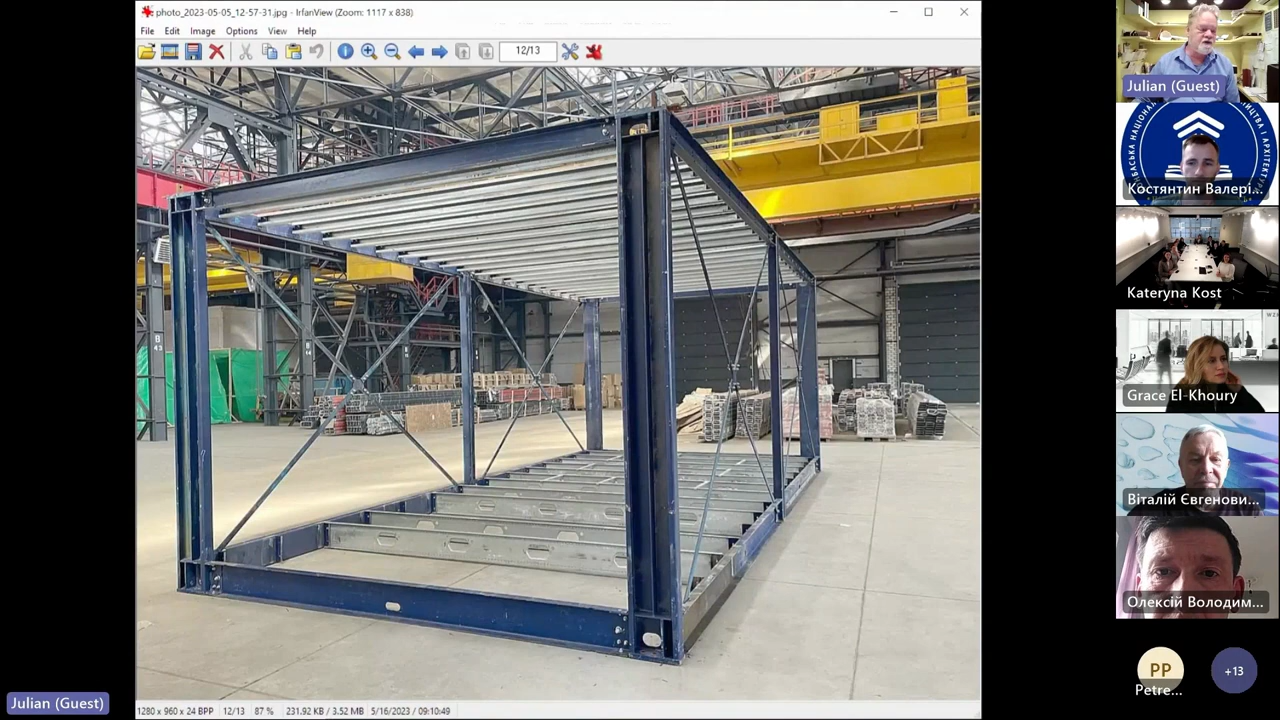 photo_2023-05-05_12-57-31.jpg - IrfanView (Zoom: 1117 x 838)
File Edit Image Options View Help
12/13
1280 x 960 x 24 BPP 12/13 87 % 231.92 KB / 3.52 MB 5/16/2023 / 09:10:49
Julian (Guest)
Julian (Guest)
Костянтин Валері...
Kateryna Kost
Grace El-Khoury
Віталій Євгенови...
Олексій Володим...
PP
Petre...
+13